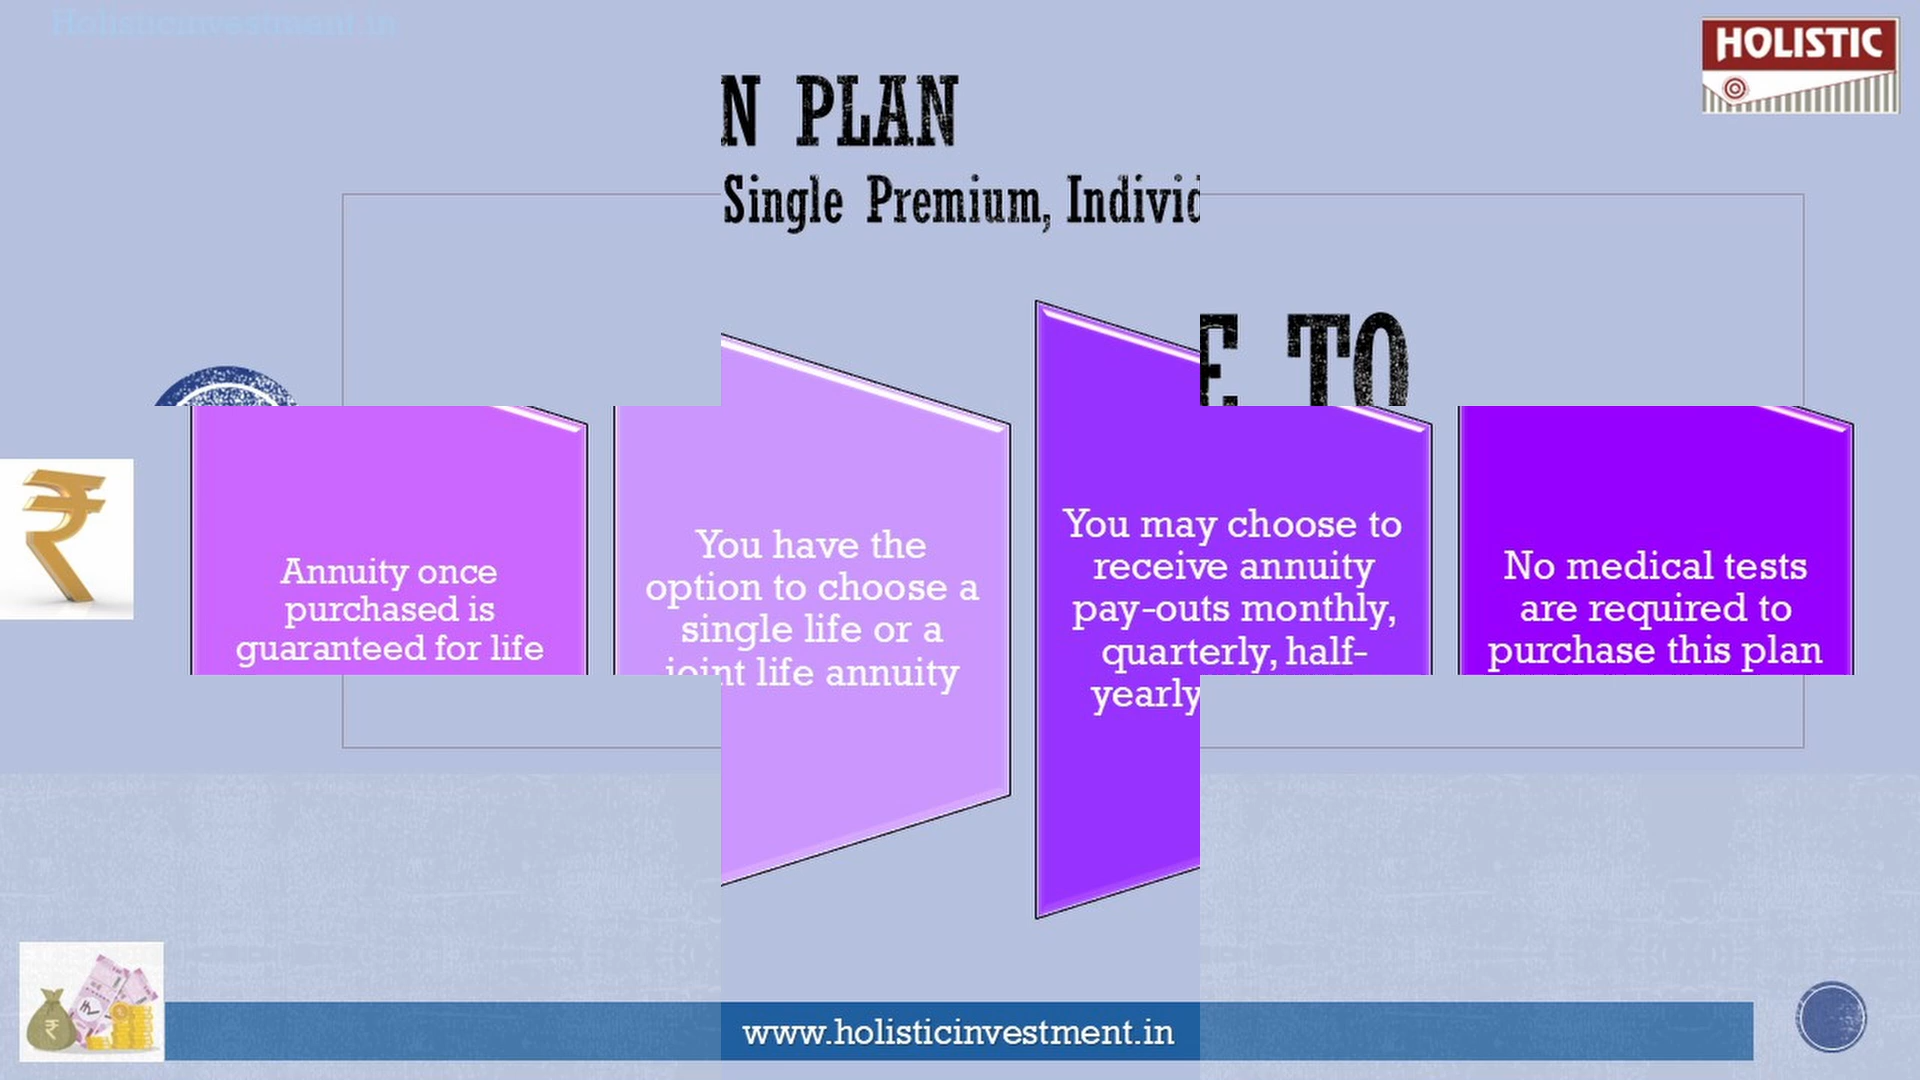 Holisticinvestment.in
HOLISTIC
N PLAN
Single Premium,
E TO
Annuity once
purchased is
guaranteed for life
You have the
option to choose a
single life or a
joint life annuity
You may choose to
receive annuity
pay-outs monthly,
quarterly, half-
yearly
No medical tests
are required to
purchase this plan
www.holisticinvestment.in